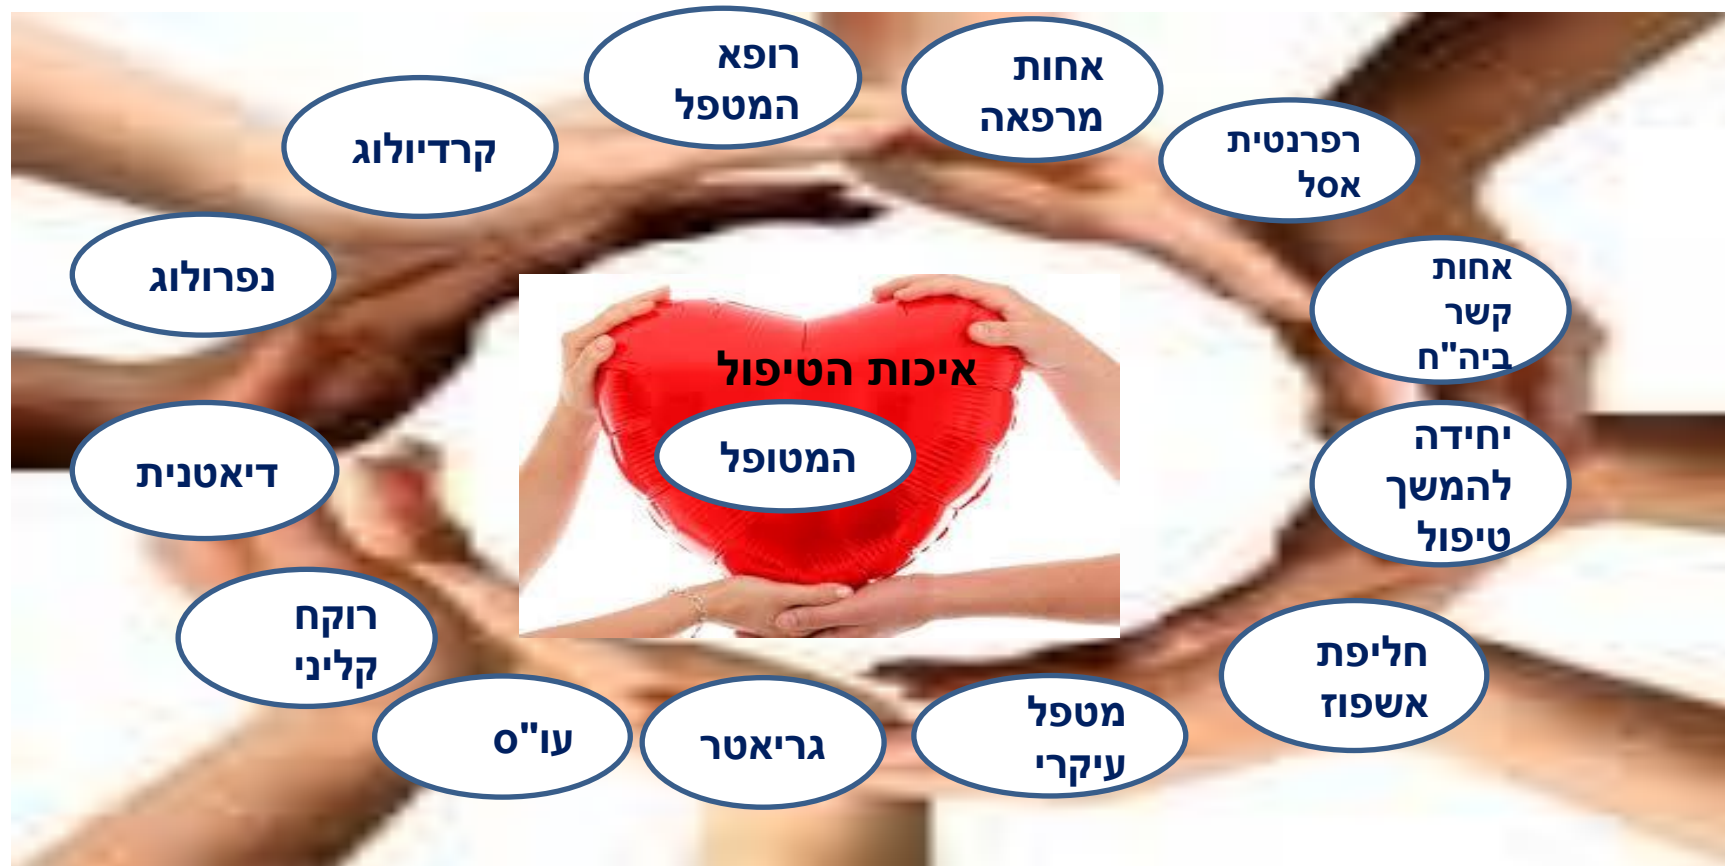 רופא
המטפל
אחות
מרפאה
רפרנטית
אסל
אחות
קשר
ביה"ח
יחידה
להמשך
טיפול
חליפת
אשפוז
מטפל
עיקרי
גריאטר
עו"ס
רוקח
קליני
דיאטנית
נפרולוג
קרדיולוג
איכות הטיפול
המטופל